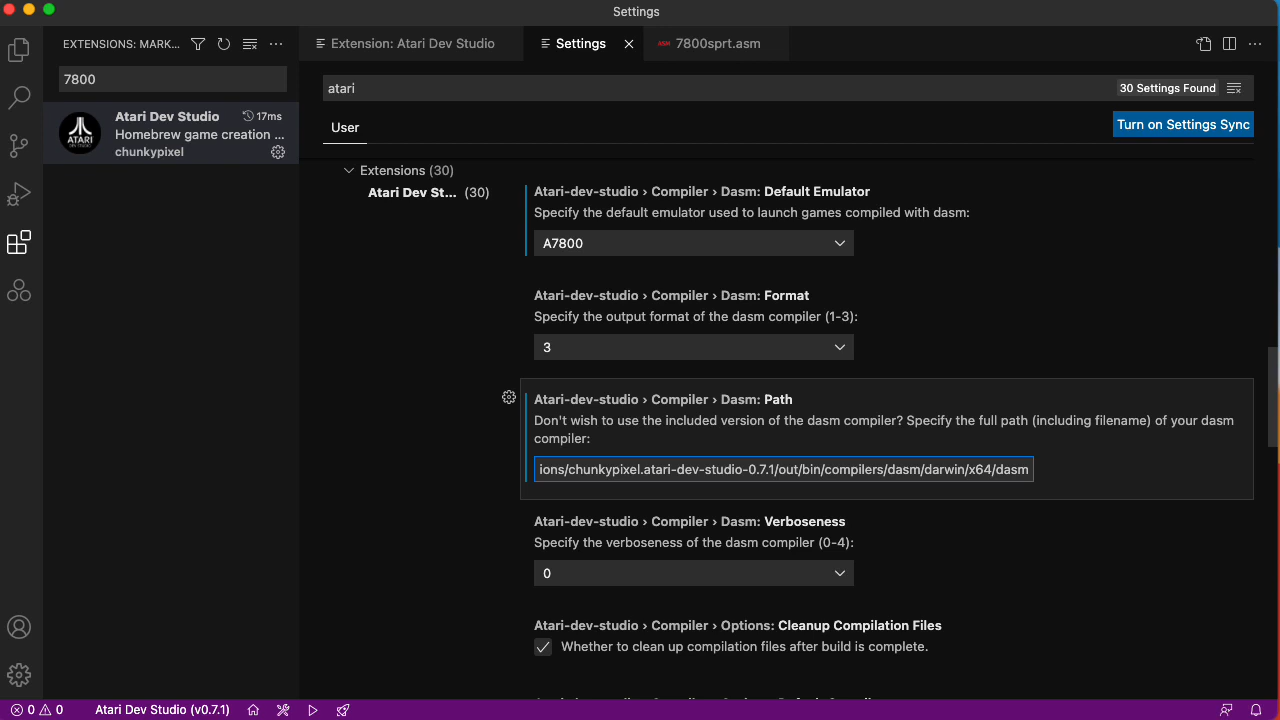 Settings
EXTENSIONS: MARK...
7800
Atari Dev Studio 17ms
Homebrew game creation ...
chunkypixel
ATARI
DEV STUDIO
Extension: Atari Dev Studio
Settings
ASM 7800sprt.asm
atari
30 Settings Found
User
Turn on Settings Sync
Extensions (30)
Atari Dev St... (30)
Atari-dev-studio › Compiler › Dasm: Default Emulator
Specify the default emulator used to launch games compiled with dasm:
A7800
Atari-dev-studio › Compiler › Dasm: Format
Specify the output format of the dasm compiler (1-3):
3
Atari-dev-studio › Compiler › Dasm: Path
Don't wish to use the included version of the dasm compiler? Specify the full path (including filename) of your dasm
compiler:
ions/chunkypixel.atari-dev-studio-0.7.1/out/bin/compilers/dasm/darwin/x64/dasm
Atari-dev-studio › Compiler › Dasm: Verboseness
Specify the verboseness of the dasm compiler (0-4):
0
Atari-dev-studio › Compiler › Options: Cleanup Compilation Files
Whether to clean up compilation files after build is complete.
0 0 Atari Dev Studio (v0.7.1)